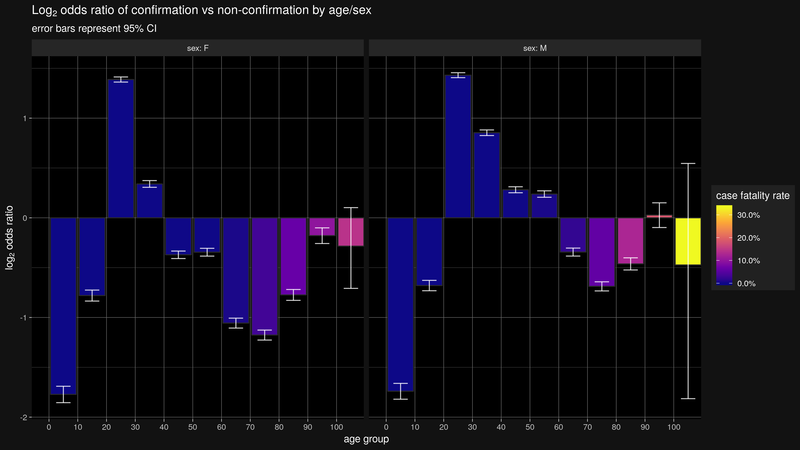 Log₂ odds ratio of confirmation vs non-confirmation by age/sex
error bars represent 95% CI
sex: F
sex: M
log₂ odds ratio
1
0
-1
-2
0 10 20 30 40 50 60 70 80 90 100
0 10 20 30 40 50 60 70 80 90 100
age group
case fatality rate
30.0%
20.0%
10.0%
0.0%